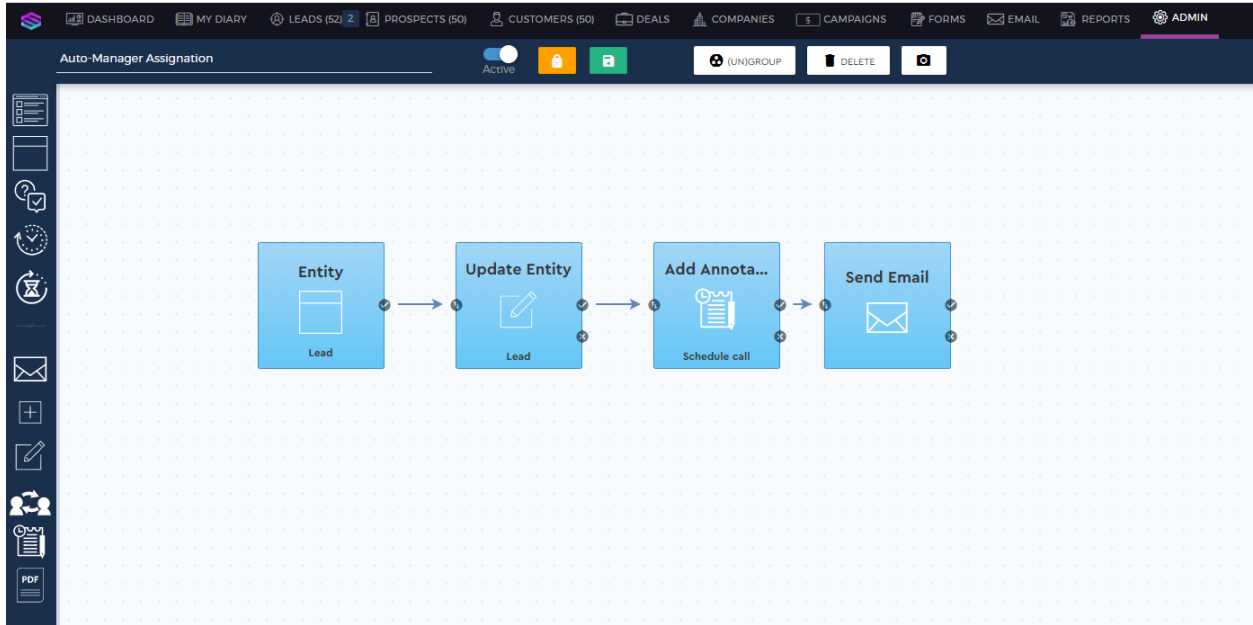 DASHBOARD MY DIARY LEADS (52) 2 PROSPECTS (50) CUSTOMERS (50) DEALS COMPANIES $ CAMPAIGNS FORMS EMAIL REPORTS ADMIN
Auto-Manager Assignation
Active
(UN)GROUP DELETE
Entity
Lead
Update Entity
Lead
Add Annota...
Schedule call
Send Email
PDF